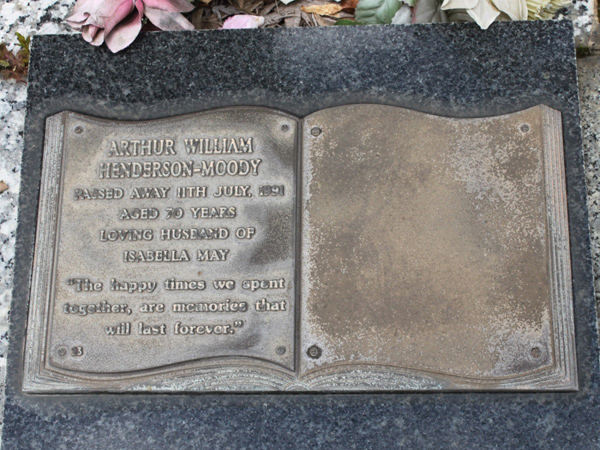 ARTHUR WILLIAM
HENDERSON-MOODY
PASSED AWAY 11TH JULY, 1991
AGED 70 YEARS
LOVING HUSBAND OF
ISABELLA MAY
"The happy times we spent
together, are memories that
will last forever."